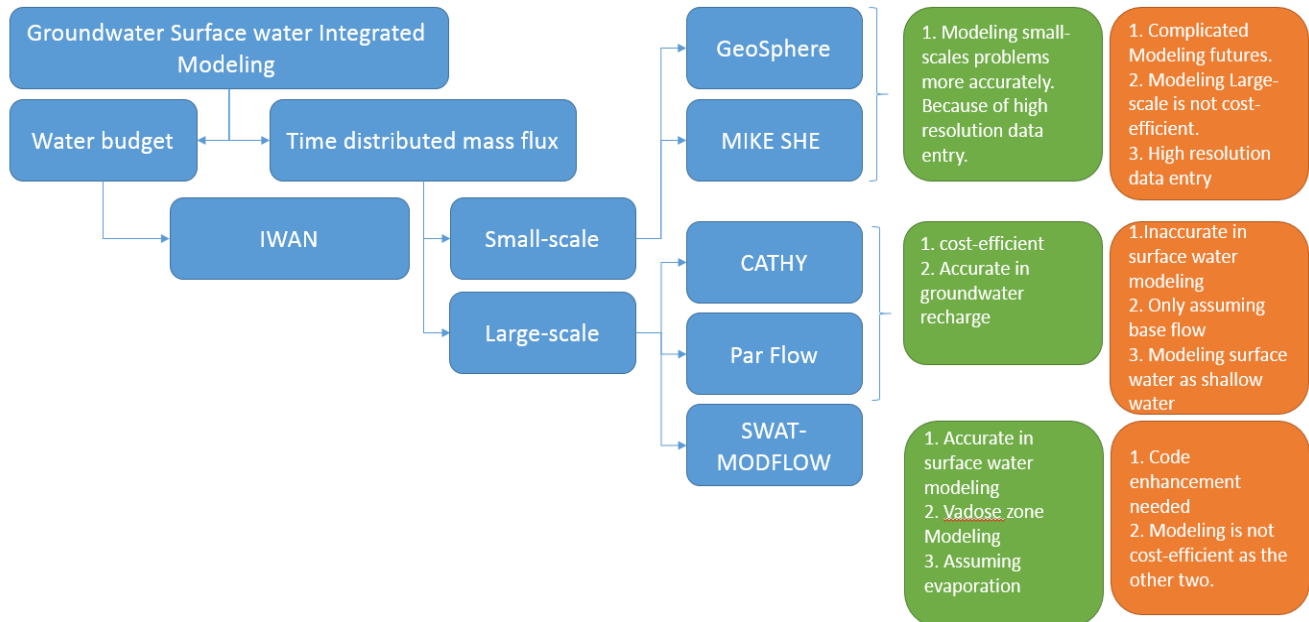 Groundwater Surface water Integrated
Modeling
Water budget
Time distributed mass flux
IWAN
Small-scale
Large-scale
GeoSphere
MIKE SHE
CATHY
Par Flow
SWAT-
MODFLOW
1. Modeling small-
scales problems
more accurately.
Because of high
resolution data
entry.
1. Complicated
Modeling futures.
2. Modeling Large-
scale is not cost-
efficient.
3. High resolution
data entry
1. cost-efficient
2. Accurate in
groundwater
recharge
1.Inaccurate in
surface water
modeling
2. Only assuming
base flow
3. Modeling surface
water as shallow
water
1. Accurate in
surface water
modeling
2. Vadose zone
Modeling
3. Assuming
evaporation
1. Code
enhancement
needed
2. Modeling is not
cost-efficient as the
other two.